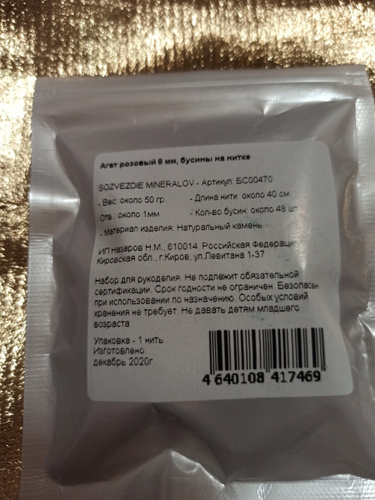 Агат розовый 8 мм, бусины на нитке
SOZVEZDIE MINERALOV - Артикул: БС00470
- Вес: около 50 гр. - Длина нити: около 40 см
Отв.: около 1мм - Кол-во бусин: около 48 шт
- Материал изделия: Натуральный камень
ИП Назаров Н.М., 610014, Российская Федерация
Кировская обл., г.Киров, ул.Левитана 1-37
Набор для рукоделия. Не подлежит обязательной
сертификации. Срок годности не ограничен. Безопасен
при использовании по назначению. Особых условий
хранения не требует. Не давать детям младшего
возраста
Упаковка - 1 нить
Изготовлено:
декабрь 2020г
4 640108 417469